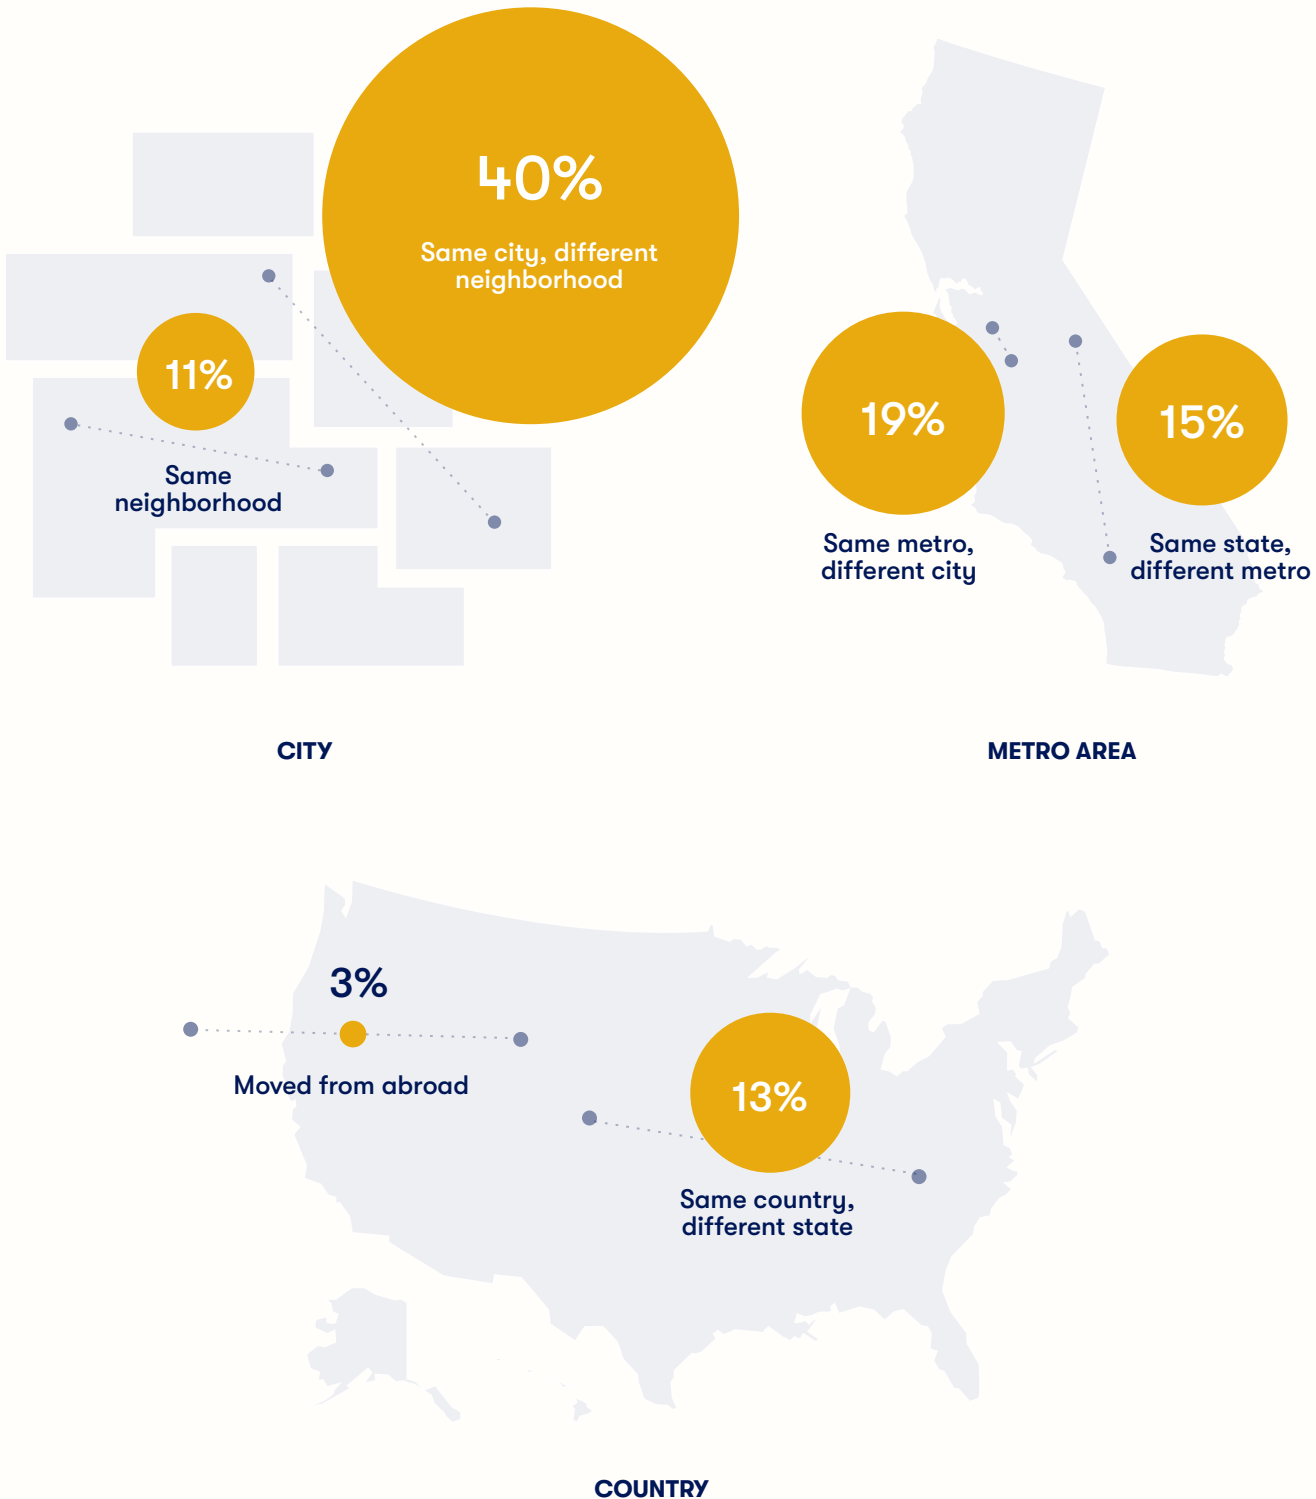 40%
Same city, different
neighborhood
11%
Same
neighborhood
CITY
19%
Same metro,
different city
15%
Same state,
different metro
METRO AREA
3%
Moved from abroad
13%
Same country,
different state
COUNTRY